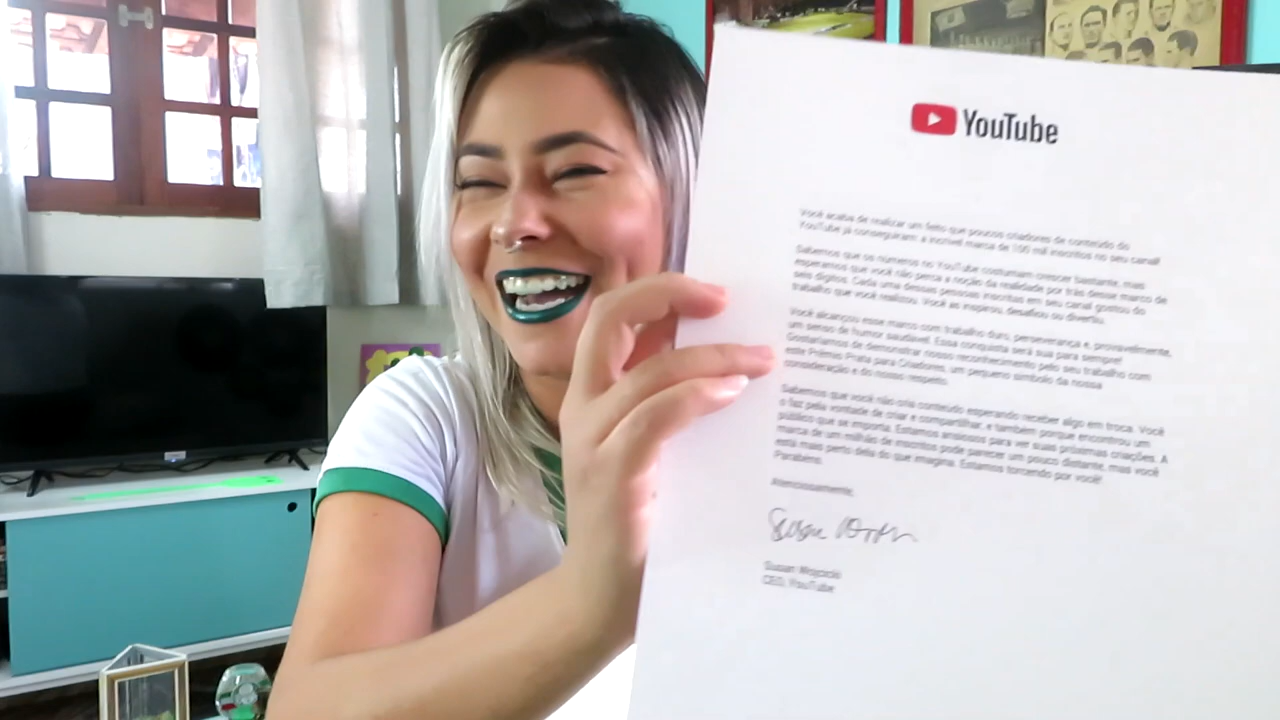 YouTube
Você acaba de realizar um feito que poucos criadores de conteúdo do
YouTube já conseguiram: a incrível marca de 100 mil inscritos no seu canal!
Sabemos que os números no YouTube costumam crescer bastante, mas
esperamos que você não perca a noção da realidade por trás desse marco de
seis dígitos. Cada uma dessas pessoas inscritas em seu canal gostou do
trabalho que você realizou. Você as inspirou, desafiou ou divertiu.
Você alcançou esse marco com trabalho duro, perseverança e, provavelmente,
um senso de humor saudável. Essa conquista será sua para sempre!
Gostaríamos de demonstrar nosso reconhecimento pelo seu trabalho com
este Prêmio Prata para Criadores, um pequeno símbolo da nossa
consideração e do nosso respeito.
Sabemos que você não cria conteúdo esperando receber algo em troca. Você
o faz pela vontade de criar e compartilhar, e também porque encontrou um
público que se importa. Estamos ansiosos para ver suas próximas criações. A
marca de um milhão de inscritos pode parecer um pouco distante, mas você
está mais perto dela do que imagina. Estamos torcendo por você!
Parabéns.
Atenciosamente,
Susan Wojcicki
CEO, YouTube